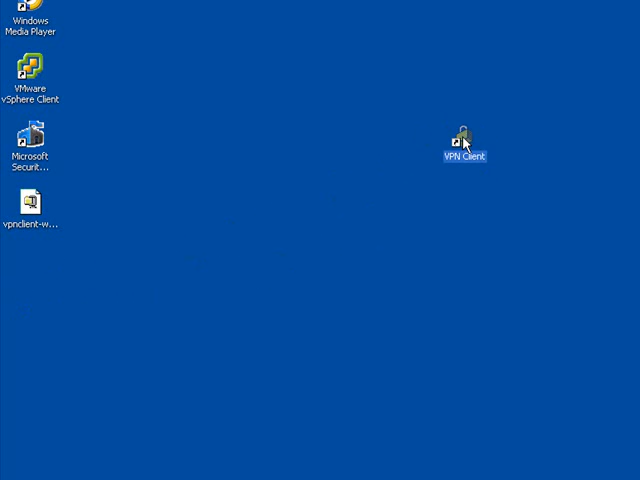 Windows
Media Player
VMware
vSphere Client
Microsoft
Securit...
vpnclient-w...
VPN Client